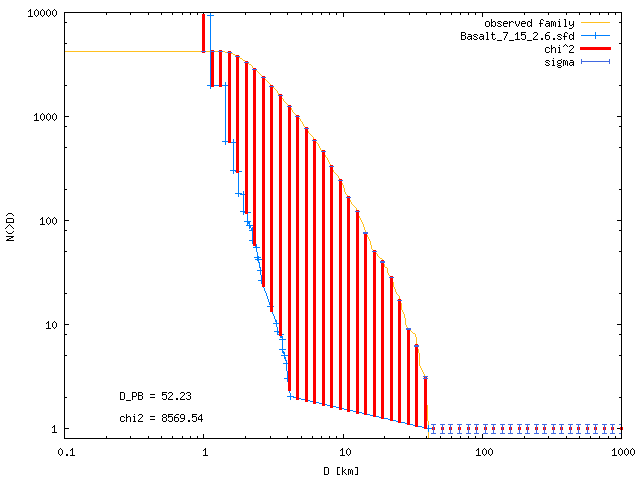 10000
1000
100
10
1
N(>D)
observed family
Basalt_7_15_2.6.sfd
chi^2
sigma
D_PB = 52.23
chi2 = 8569.54
0.1 1 10 100 1000
D [km]